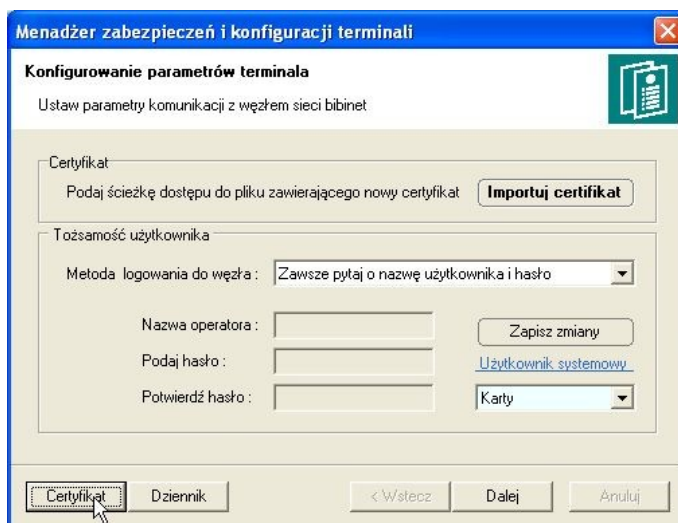 Menadżer zabezpieczeń i konfiguracji terminali
Konfigurowanie parametrów terminala
Ustaw parametry komunikacji z węzłem sieci bibinet
Certyfikat
Podaj ścieżkę dostępu do pliku zawierającego nowy certyfikat
Importuj certifikat
Tożsamość użytkownika
Metoda logowania do węzła :
Zawsze pytaj o nazwę użytkownika i hasło
Nazwa operatora :
Zapisz zmiany
Podaj hasło :
Użytkownik systemowy
Potwierdź hasło :
Karty
Certyfikat
Dziennik
< Wstecz
Dalej
Anuluj